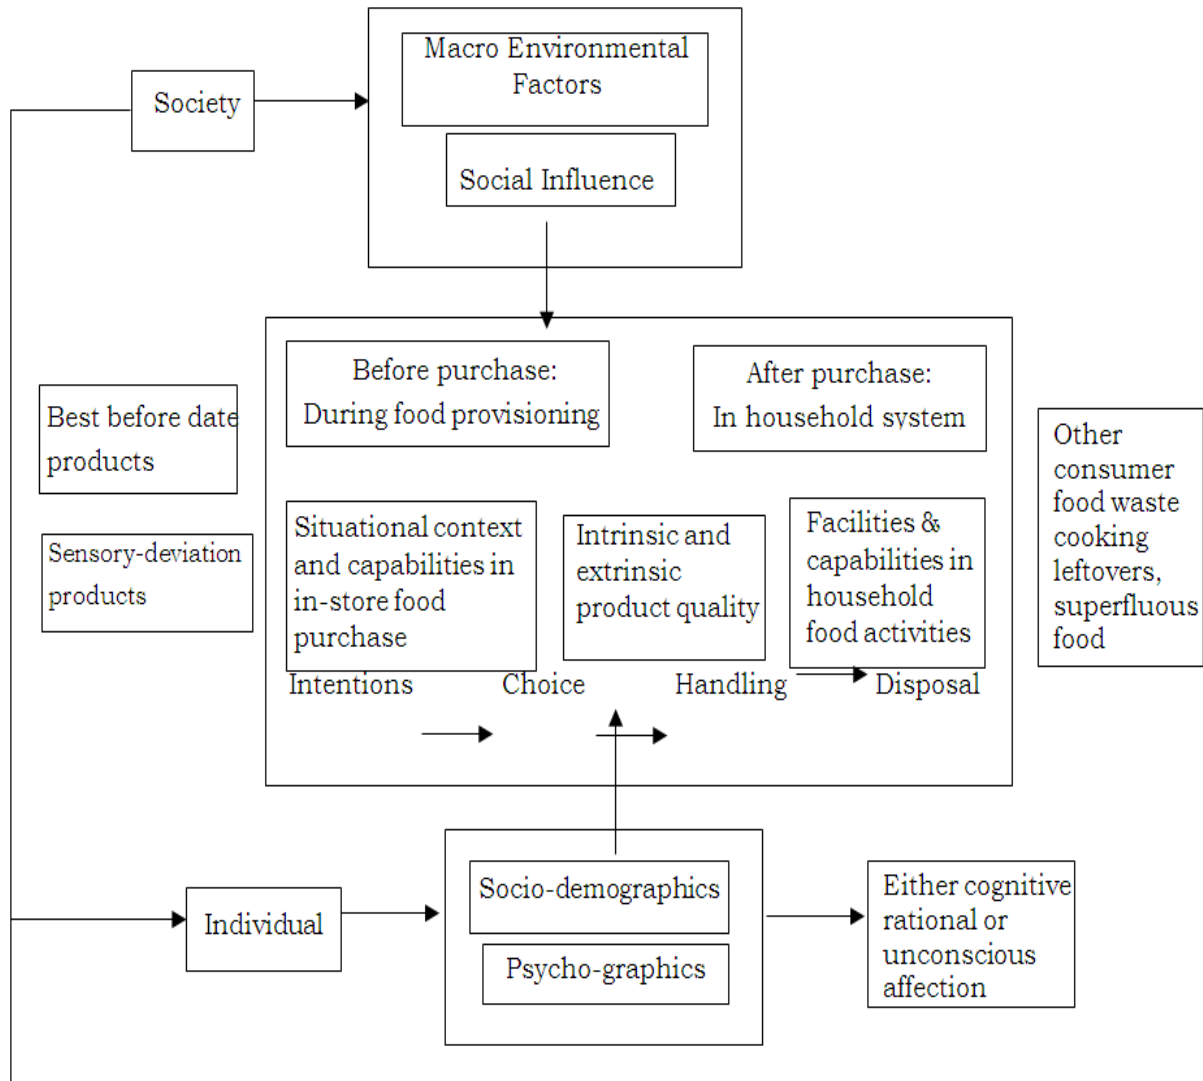 Macro Environmental
Factors
Society
Social Influence
Before purchase:
During food provisioning
After purchase:
In household system
Best before date
products
Sensory-deviation
products
Situational context
and capabilities in
in-store food
purchase
Intrinsic and
extrinsic
product quality
Facilities &
capabilities in
household
food activities
Other
consumer
food waste
cooking
leftovers,
superfluous
food
Intentions
Choice
Handling
Disposal
Individual
Socio-demographics
Psycho-graphics
Either cognitive
rational or
unconscious
affection